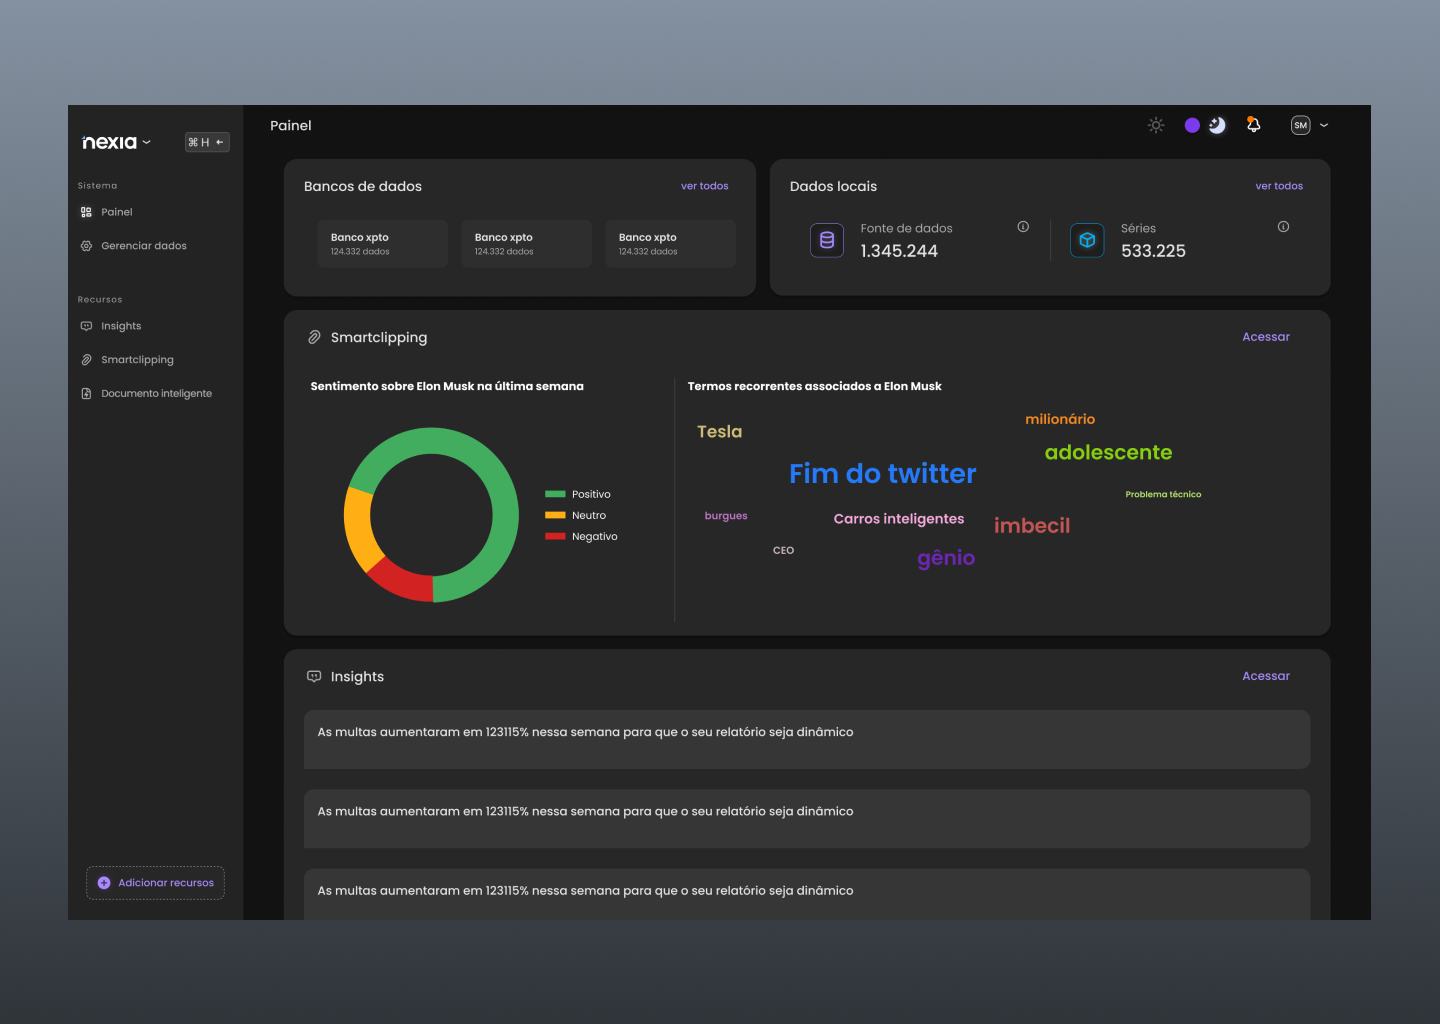 nexia
⌘ H ←
Sistema
Painel
Gerenciar dados
Recursos
Insights
Smartclipping
Documento inteligente
Adicionar recursos
Painel
SM
Bancos de dados
ver todos
Banco xpto
124.332 dados
Banco xpto
124.332 dados
Banco xpto
124.332 dados
Dados locais
ver todos
Fonte de dados
1.345.244
Séries
533.225
Smartclipping
Acessar
Sentimento sobre Elon Musk na última semana
Positivo
Neutro
Negativo
Termos recorrentes associados a Elon Musk
milionário
Tesla
adolescente
Fim do twitter
Problema técnico
burgues
Carros inteligentes
imbecil
CEO
gênio
Insights
Acessar
As multas aumentaram em 123115% nessa semana para que o seu relatório seja dinâmico
As multas aumentaram em 123115% nessa semana para que o seu relatório seja dinâmico
As multas aumentaram em 123115% nessa semana para que o seu relatório seja dinâmico